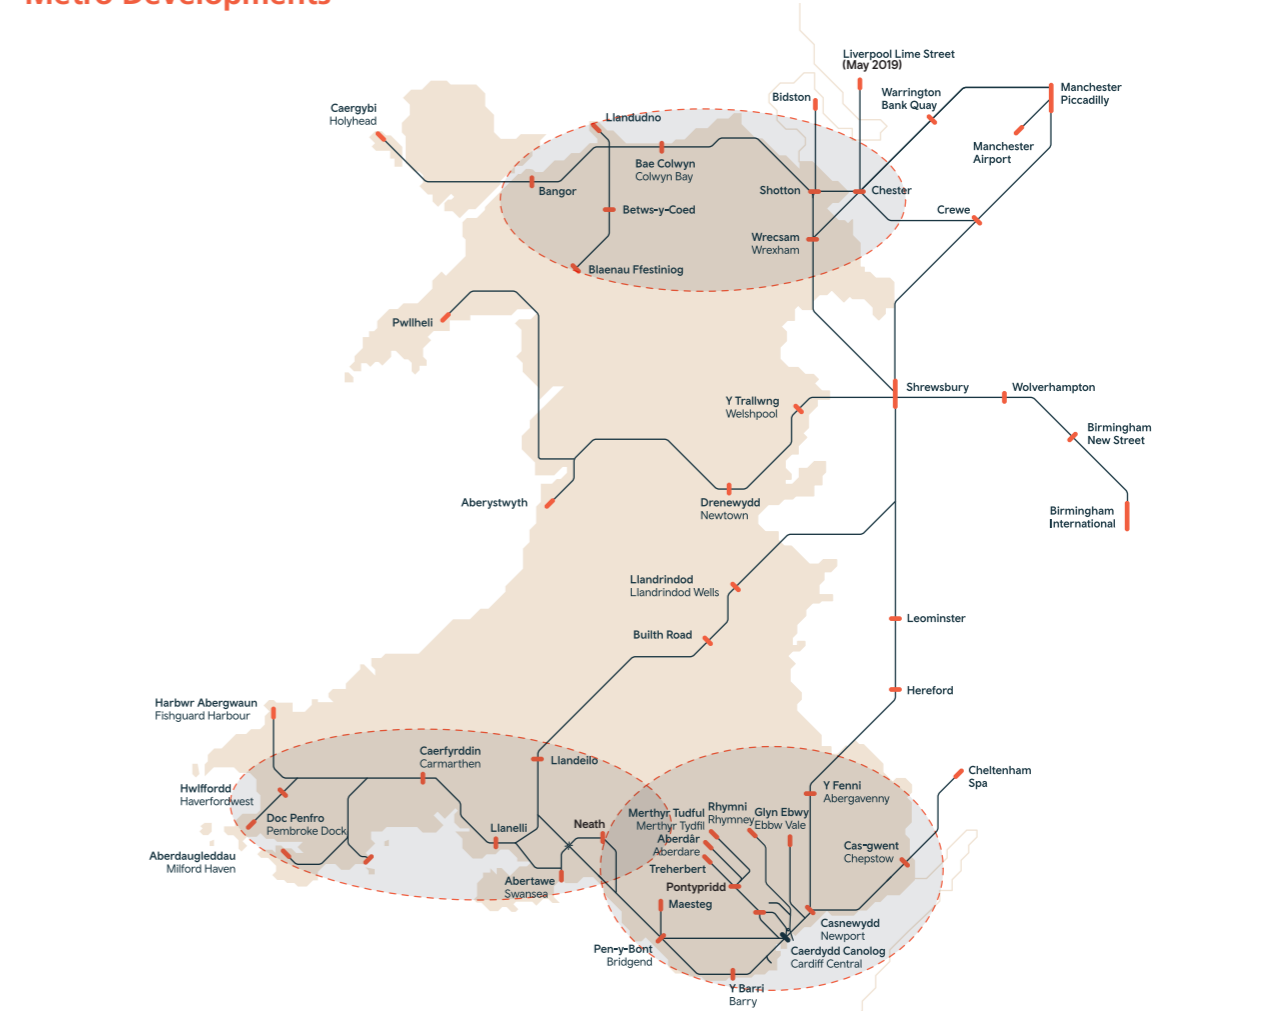 Metro Developments
Liverpool Lime Street
(May 2019)
Manchester
Piccadilly
Warrington
Bank Quay
Bidston
Caergybi
Holyhead
Llandudno
Manchester
Airport
Bae Colwyn
Colwyn Bay
Bangor
Shotton
Chester
Betws-y-Coed
Crewe
Wrecsam
Wrexham
Blaenau Ffestiniog
Pwllheli
Shrewsbury
Wolverhampton
Y Trallwng
Welshpool
Birmingham
New Street
Aberystwyth
Drenewydd
Newtown
Birmingham
International
Llandrindod
Llandrindod Wells
Leominster
Builth Road
Hereford
Harbwr Abergwaun
Fishguard Harbour
Caerfyrddin
Carmarthen
Llandeilo
Cheltenham
Spa
Hwlffordd
Haverfordwest
Y Fenni
Abergavenny
Doc Penfro
Pembroke Dock
Merthyr Tudful
Merthyr Tydfil
Rhymni
Rhymney
Glyn Ebwy
Ebbw Vale
Llanelli
Neath
Aberdâr
Aberdare
Cas-gwent
Chepstow
Aberdaugleddau
Milford Haven
Treherbert
Abertawe
Swansea
Pontypridd
Maesteg
Casnewydd
Newport
Pen-y-Bont
Bridgend
Caerdydd Canolog
Cardiff Central
Y Barri
Barry